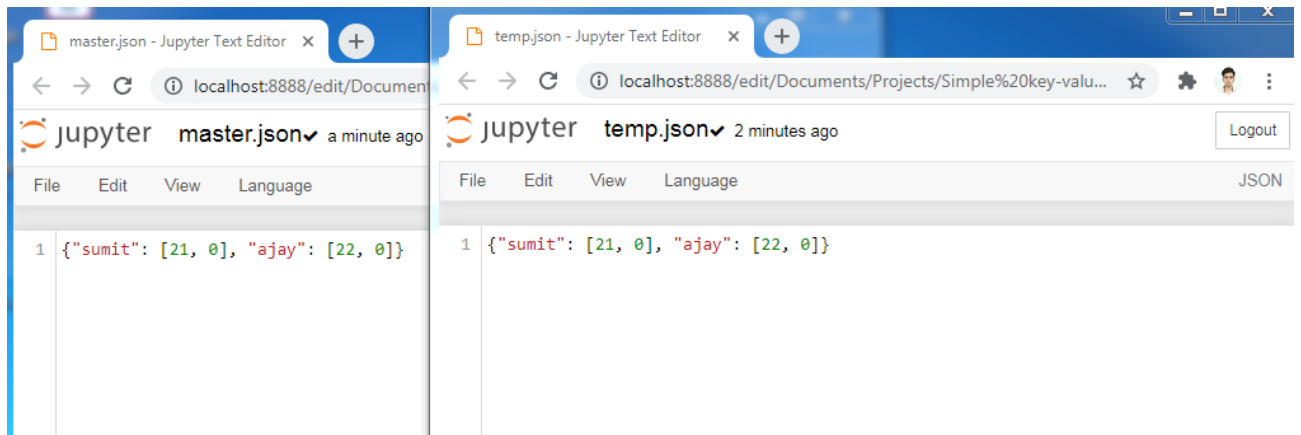 master.json - Jupyter Text Editor
localhost:8888/edit/Document
jupyter master.json a minute ago
File Edit View Language
1 {"sumit": [21, 0], "ajay": [22, 0]}
temp.json - Jupyter Text Editor
localhost:8888/edit/Documents/Projects/Simple%20key-valu...
jupyter temp.json 2 minutes ago Logout
File Edit View Language JSON
1 {"sumit": [21, 0], "ajay": [22, 0]}